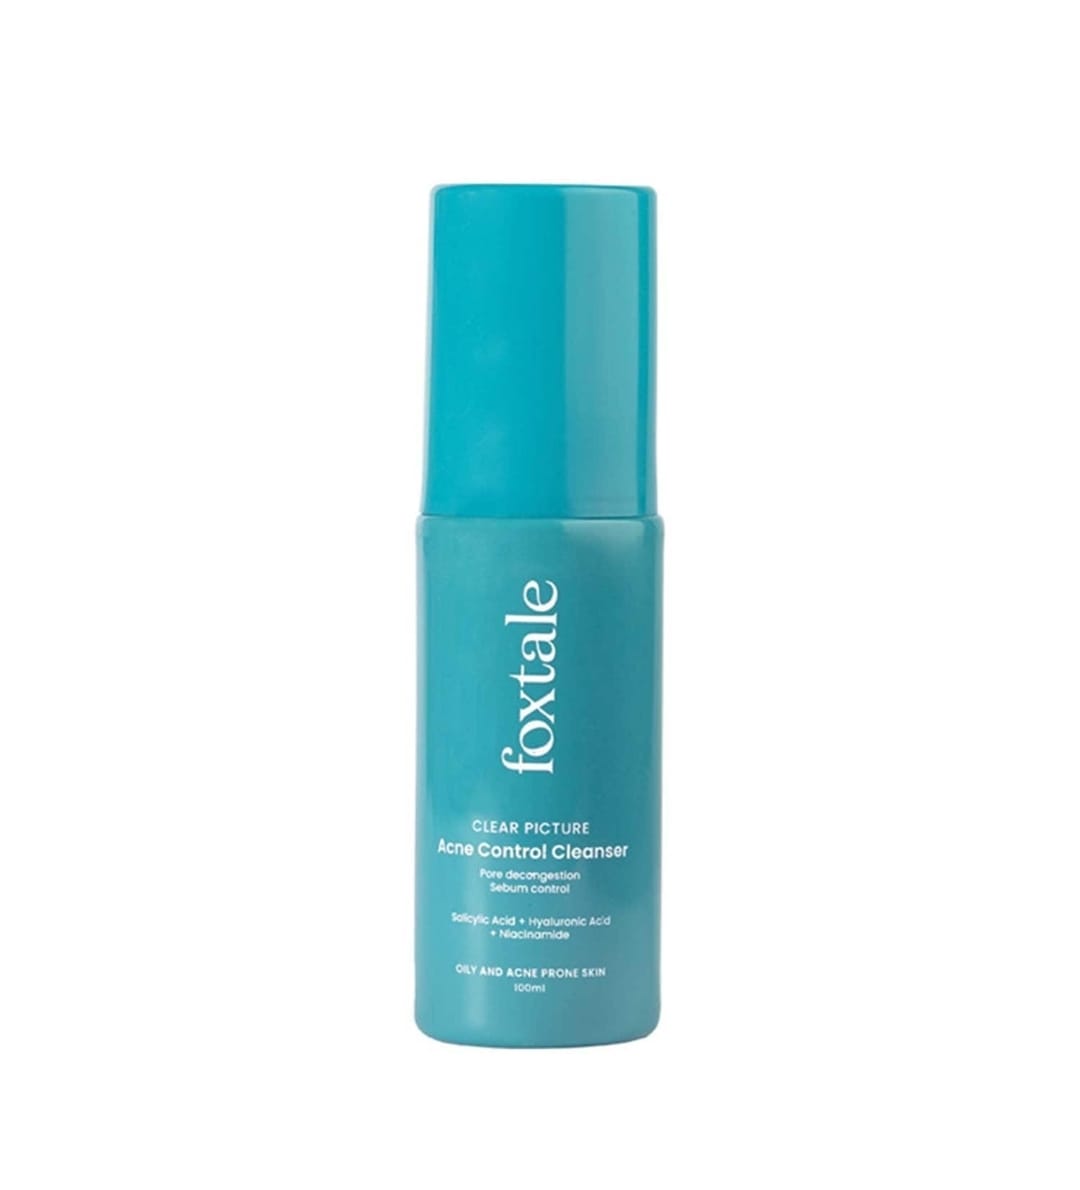 foxtale
CLEAR PICTURE
Acne Control Cleanser
Pore decongestion
Sebum control
Salicylic Acid + Hyaluronic Acid
+ Niacinamide
OILY AND ACNE PRONE SKIN
100ml